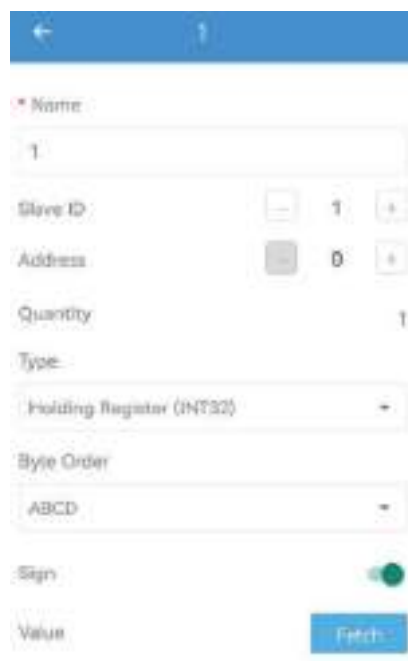 1
* Name
1
Slave ID - 1 +
Address - 0 +
Quantity 1
Type
Holding Register (INT32)
Byte Order
ABCD
Sign
Value Fetch